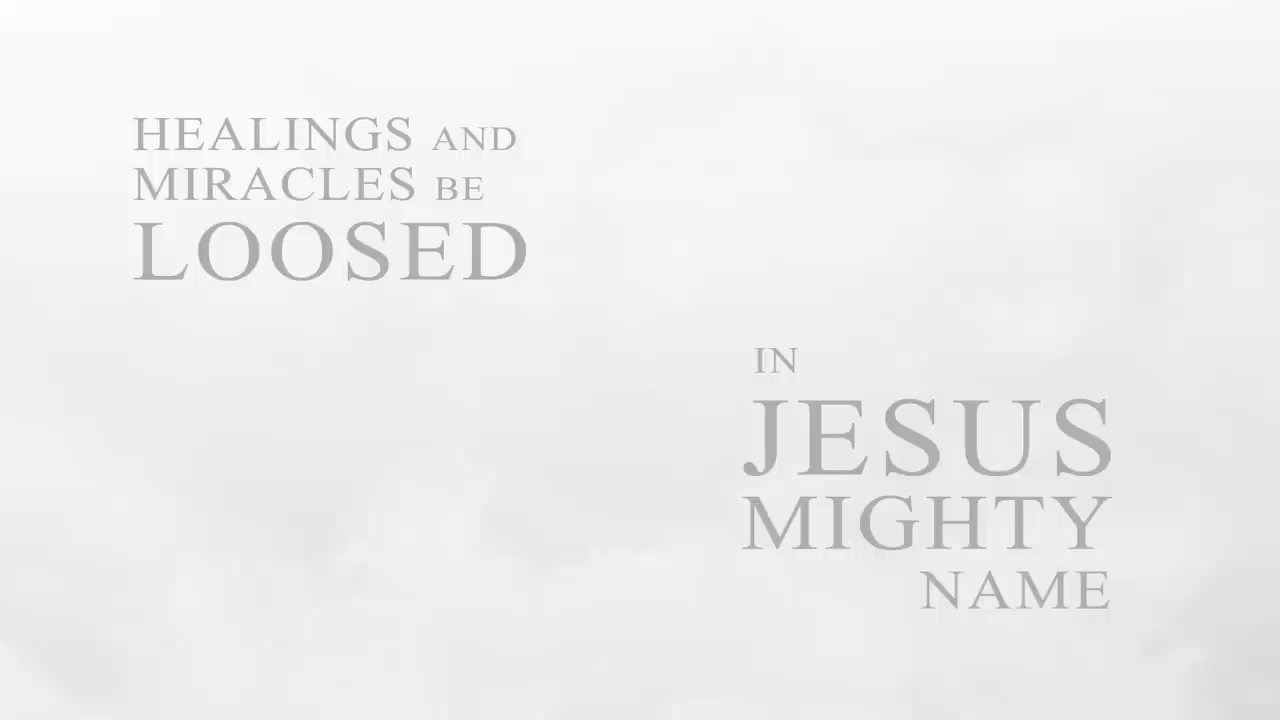 HEALINGS AND
MIRACLES BE
LOOSED
IN
JESUS
MIGHTY
NAME